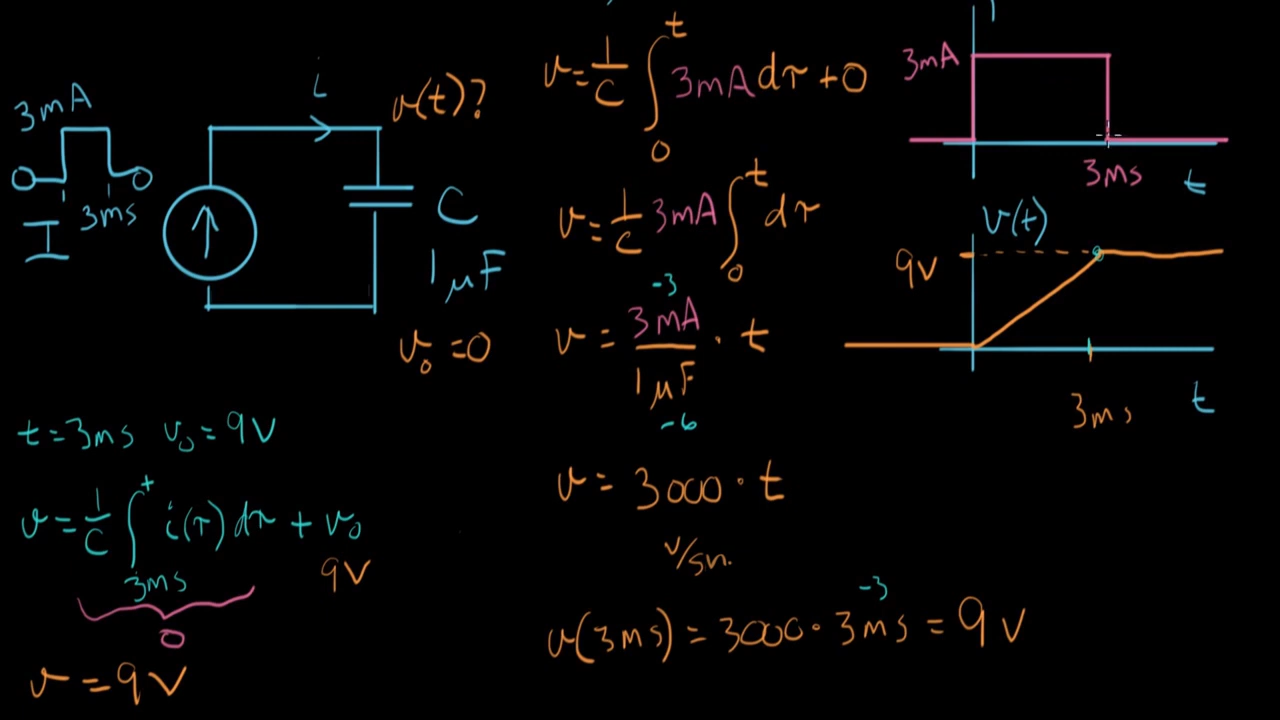 3mA
3ms
I
i
v(t)?
C
1μF
v₀ = 0
t = 3ms v₀ = 9V
v = 1/C ∫ 3ms t i(τ) dτ + v₀
9V
0
v = 9V
v = 1/C ∫ 0 t 3mA dτ + 0
v = 1/C 3mA ∫ 0 t dτ
-3
v = 3mA / 1μF · t
-6
v = 3000 · t
v/sn.
-3
v(3ms) = 3000 · 3ms = 9V
3mA
3ms
t
v(t)
9V
3ms
t